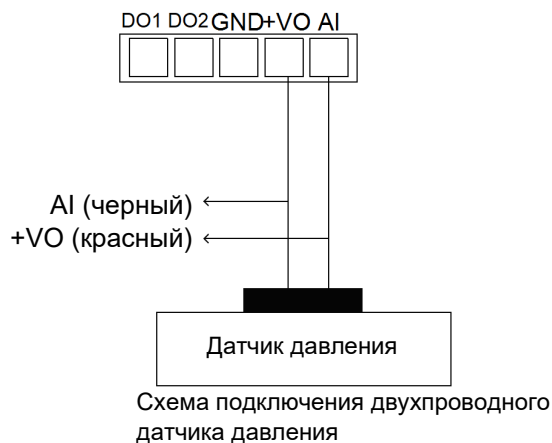 DO1 DO2 GND+VO AI
AI (черный)
+VO (красный)
Датчик давления
Схема подключения двухпроводного
датчика давления